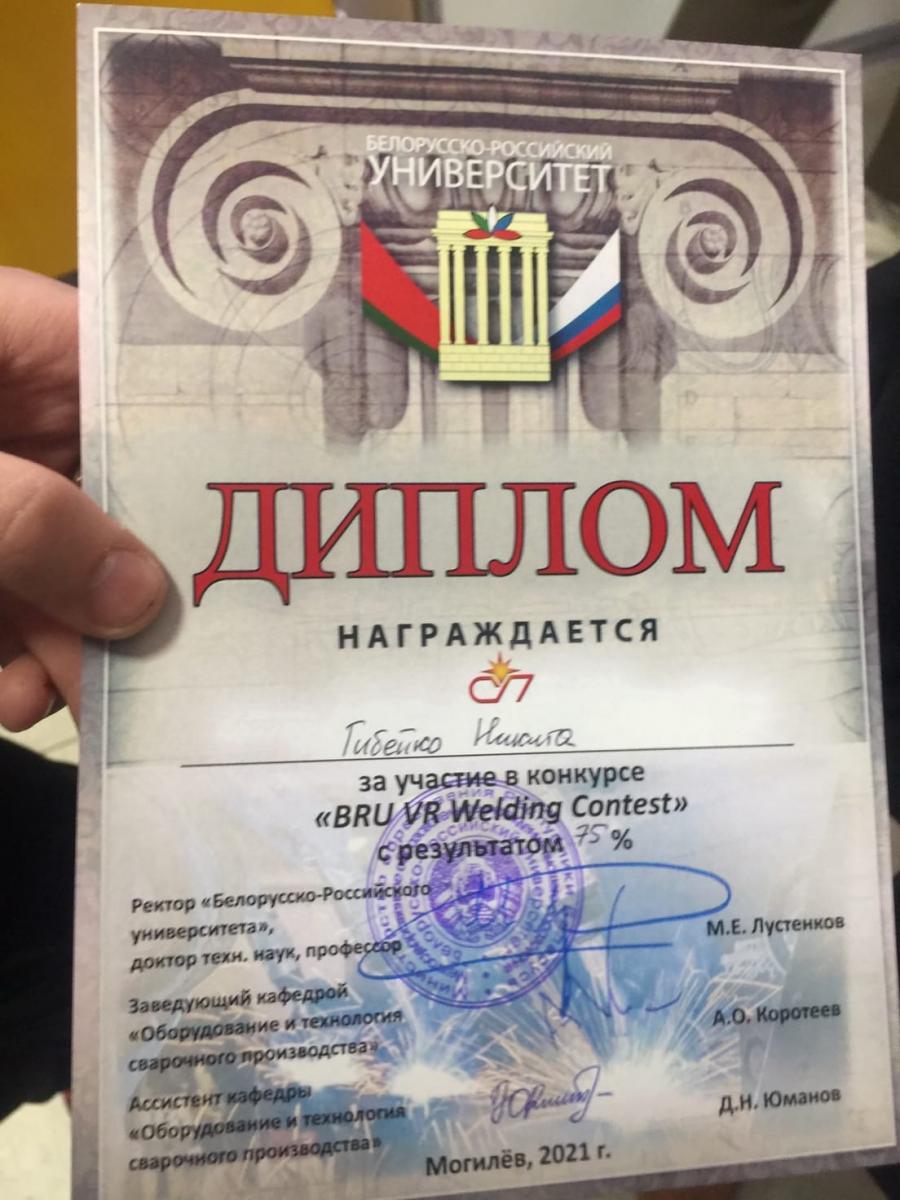 БЕЛОРУССКО-РОССИЙСКИЙ
УНИВЕРСИТЕТ
ДИПЛОМ
НАГРАЖДАЕТСЯ
СП
Гибейко Никита
за участие в конкурсе
«BRU VR Welding Contest»
с результатом 75 %
Ректор «Белорусско-Российского
университета»,
доктор техн. наук, профессор
М.Е. Лустенков
Заведующий кафедрой
«Оборудование и технология
сварочного производства»
А.О. Коротеев
Ассистент кафедры
«Оборудование и технология
сварочного производства»
Д.Н. Юманов
Могилёв, 2021 г.